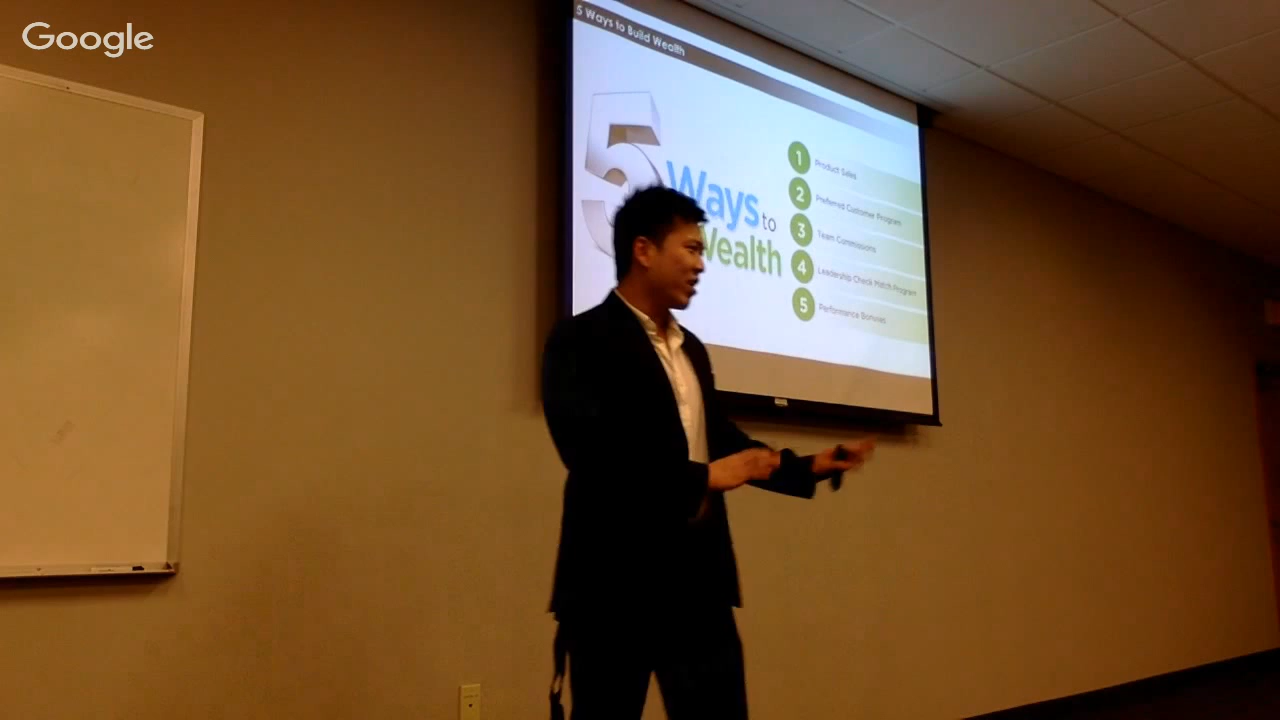 Google
5 Ways to Build Wealth
5
Ways to
Wealth
1 Product Sales
2 Preferred Customer Program
3 Team Commissions
4 Leadership Check Match Program
5 Performance Bonuses